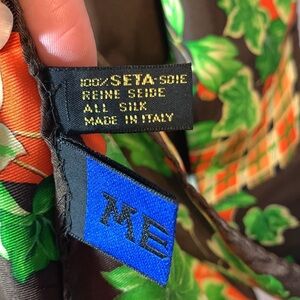 100% SETA-SOIE
REINE SEIDE
ALL SILK
MADE IN ITALY
ME